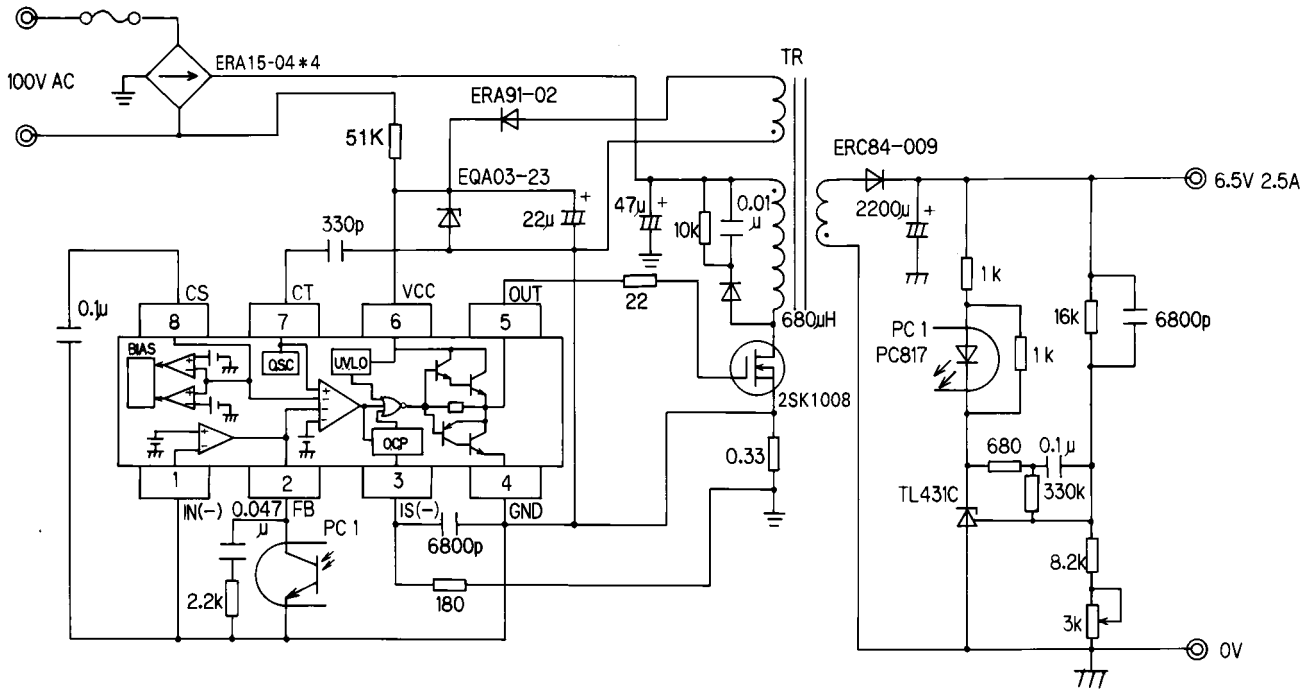 100V AC
ERA15-04*4
TR
ERA91-02
51K
EQA03-23
330p
22μ
+
47μ
+
10k
0.01
μ
ERC84-009
2200μ
+
6.5V 2.5A
1k
PC1
PC817
1k
16k
6800p
0.1μ
CS
CT
VCC
OUT
8
7
6
5
22
680μH
2SK1008
BIAS
OSC
UVLO
OCP
0.33
1
2
3
4
IN(-)
0.047
μ
FB
IS(-)
GND
PC1
6800p
2.2k
180
680
0.1μ
330k
TL431C
8.2k
3k
0V